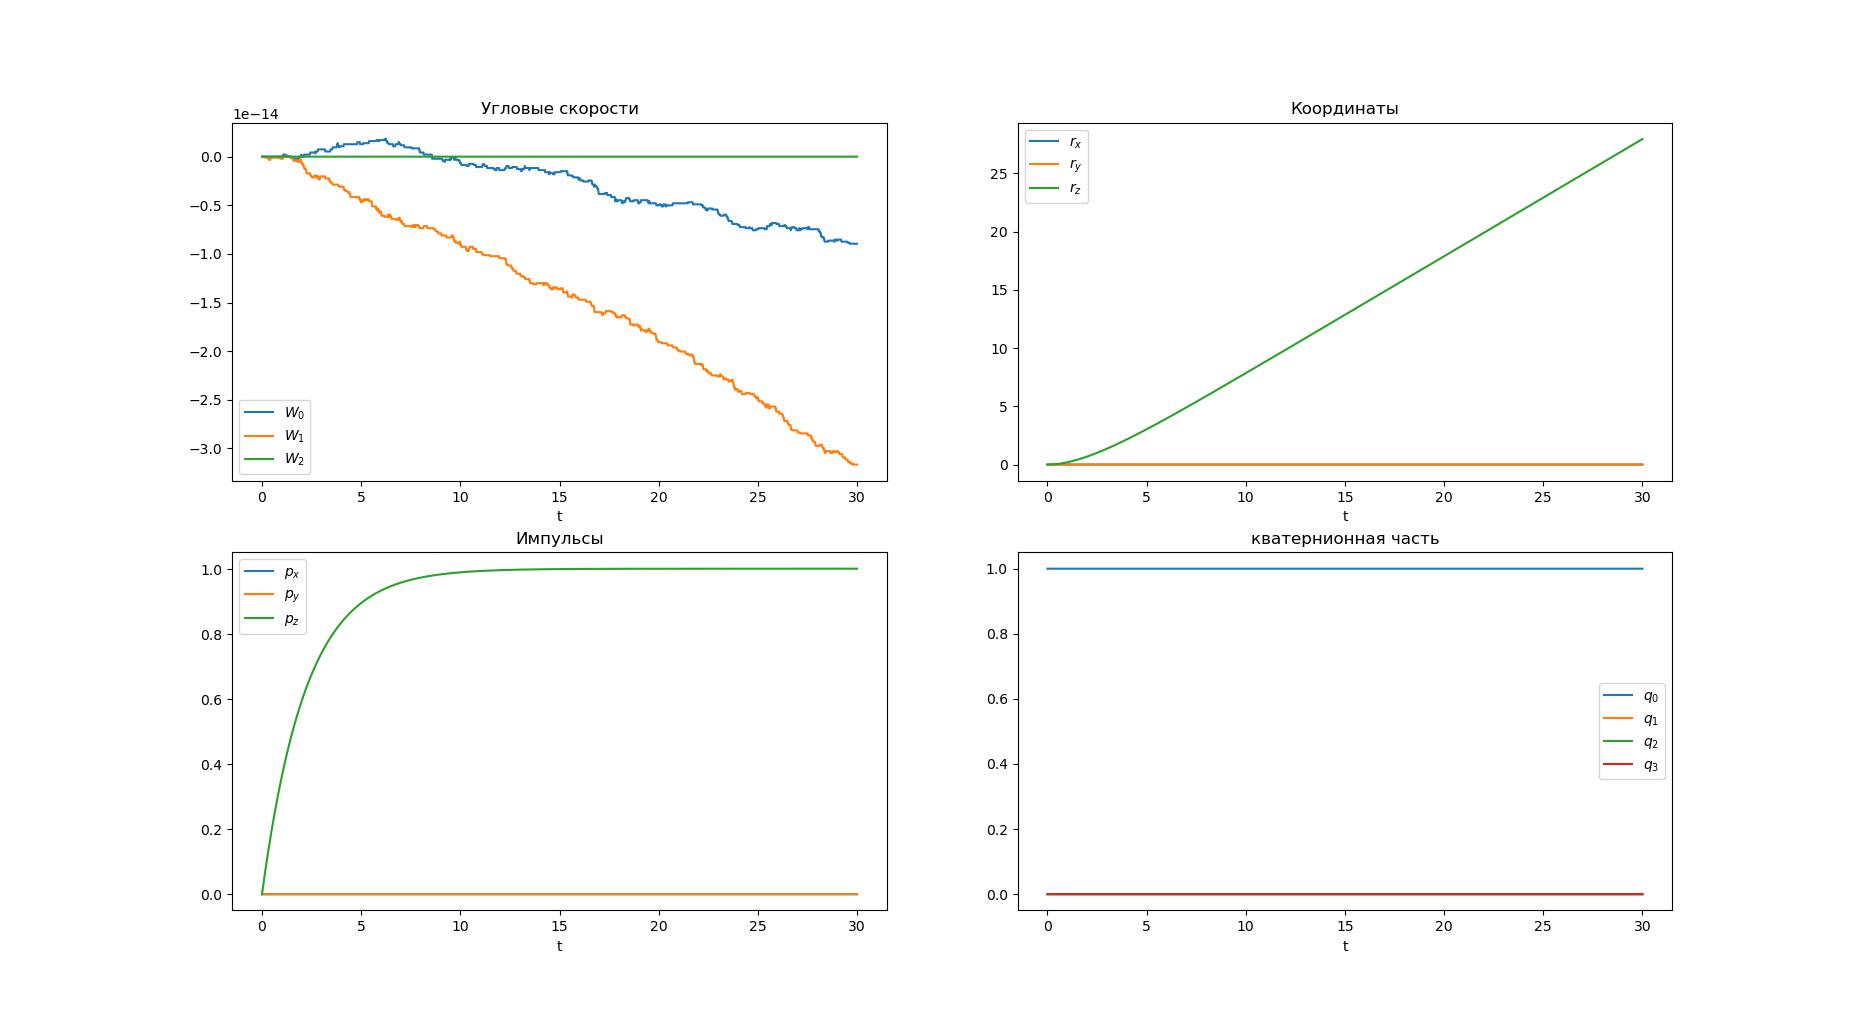 Угловые скорости
1e−14
0.0
−0.5
−1.0
−1.5
−2.0
−2.5
−3.0
W₀
W₁
W₂
0 5 10 15 20 25 30
t
Координаты
25
20
15
10
5
0
rₓ
r_y
r_z
0 5 10 15 20 25 30
t
Импульсы
1.0
0.8
0.6
0.4
0.2
0.0
pₓ
p_y
p_z
0 5 10 15 20 25 30
t
кватернионная часть
1.0
0.8
0.6
0.4
0.2
0.0
q₀
q₁
q₂
q₃
0 5 10 15 20 25 30
t